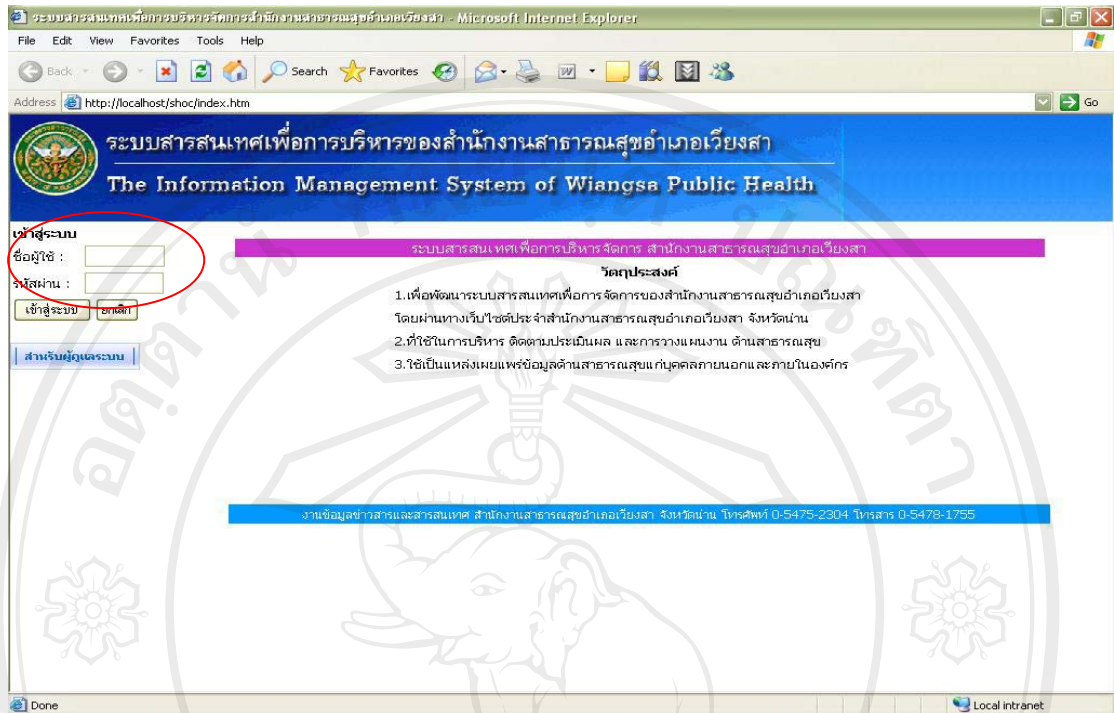 ระบบสารสนเทศเพื่อการบริหารจัดการสำนักงานสาธารณสุขอำเภอเวียงสา - Microsoft Internet Explorer
File Edit View Favorites Tools Help
Back Search Favorites
Address http://localhost/shoc/index.htm Go
ระบบสารสนเทศเพื่อการบริหารของสำนักงานสาธารณสุขอำเภอเวียงสา
The Information Management System of Wiangsa Public Health
เข้าสู่ระบบ
ชื่อผู้ใช้ :
รหัสผ่าน :
เข้าสู่ระบบ ยกเลิก
สำหรับผู้ดูแลระบบ
ระบบสารสนเทศเพื่อการบริหารจัดการ สำนักงานสาธารณสุขอำเภอเวียงสา
วัตถุประสงค์
1.เพื่อพัฒนาระบบสารสนเทศเพื่อการจัดการของสำนักงานสาธารณสุขอำเภอเวียงสา
โดยผ่านทางเว็บไซต์ประจำสำนักงานสาธารณสุขอำเภอเวียงสา จังหวัดน่าน
2.ที่ใช้ในการบริหาร ติดตามประเมินผล และการวางแผนงาน ด้านสาธารณสุข
3.ใช้เป็นแหล่งเผยแพร่ข้อมูลด้านสาธารณสุขแก่บุคคลภายนอกและภายในองค์กร
งานข้อมูลข่าวสารและสารสนเทศ สำนักงานสาธารณสุขอำเภอเวียงสา จังหวัดน่าน โทรศัพท์ 0-5475-2304 โทรสาร 0-5478-1755
Done Local intranet